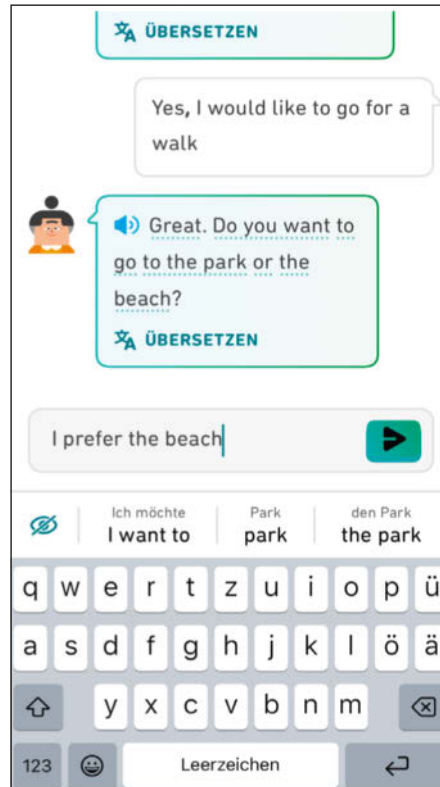 ÜBERSETZEN
Yes, I would like to go for a
walk
Great. Do you want to
go to the park or the
beach?
ÜBERSETZEN
I prefer the beach
Ich möchte Park den Park
I want to park the park
q w e r t z u i o p ü
a s d f g h j k l ö ä
y x c v b n m
123 Leerzeichen